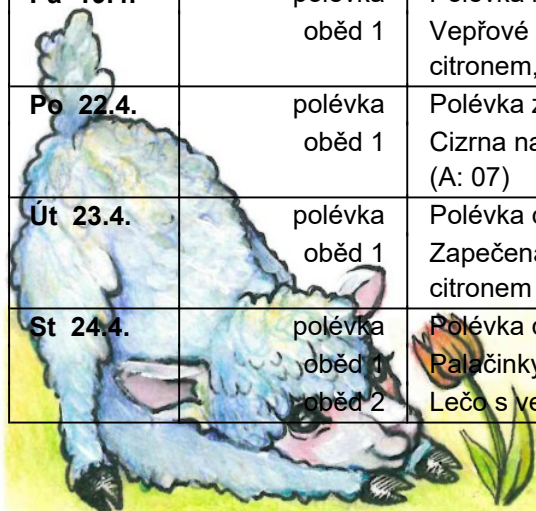 polévka
oběd 1 Vepřové
citronem,
Po 22.4. polévka Polévka z
oběd 1 Cizrna na
(A: 07)
Út 23.4. polévka Polévka
oběd 1 Zapečená
citronem
St 24.4. polévka Polévka
oběd 1 Palačinky
oběd 2 Lečo s ve